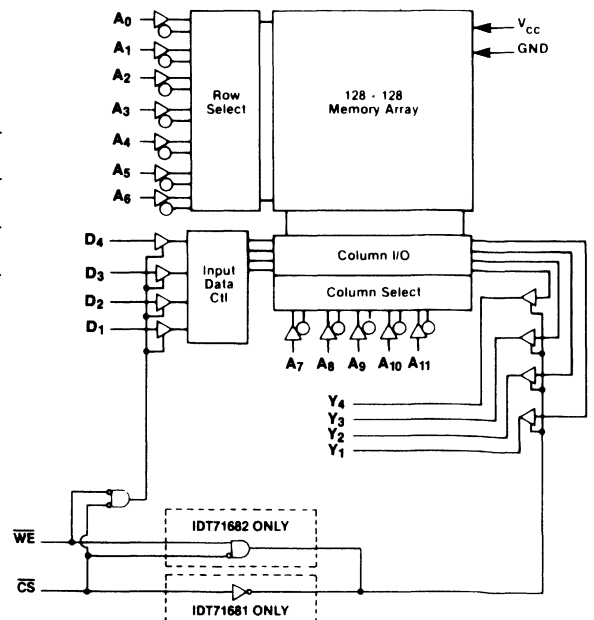 A0
A1
A2
A3
A4
A5
A6
Row
Select
128 - 128
Memory Array
VCC
GND
D4
D3
D2
D1
Input
Data
Ctl
Column I/O
Column Select
A7 A8 A9 A10 A11
Y4
Y3
Y2
Y1
WE
CS
IDT71682 ONLY
IDT71681 ONLY